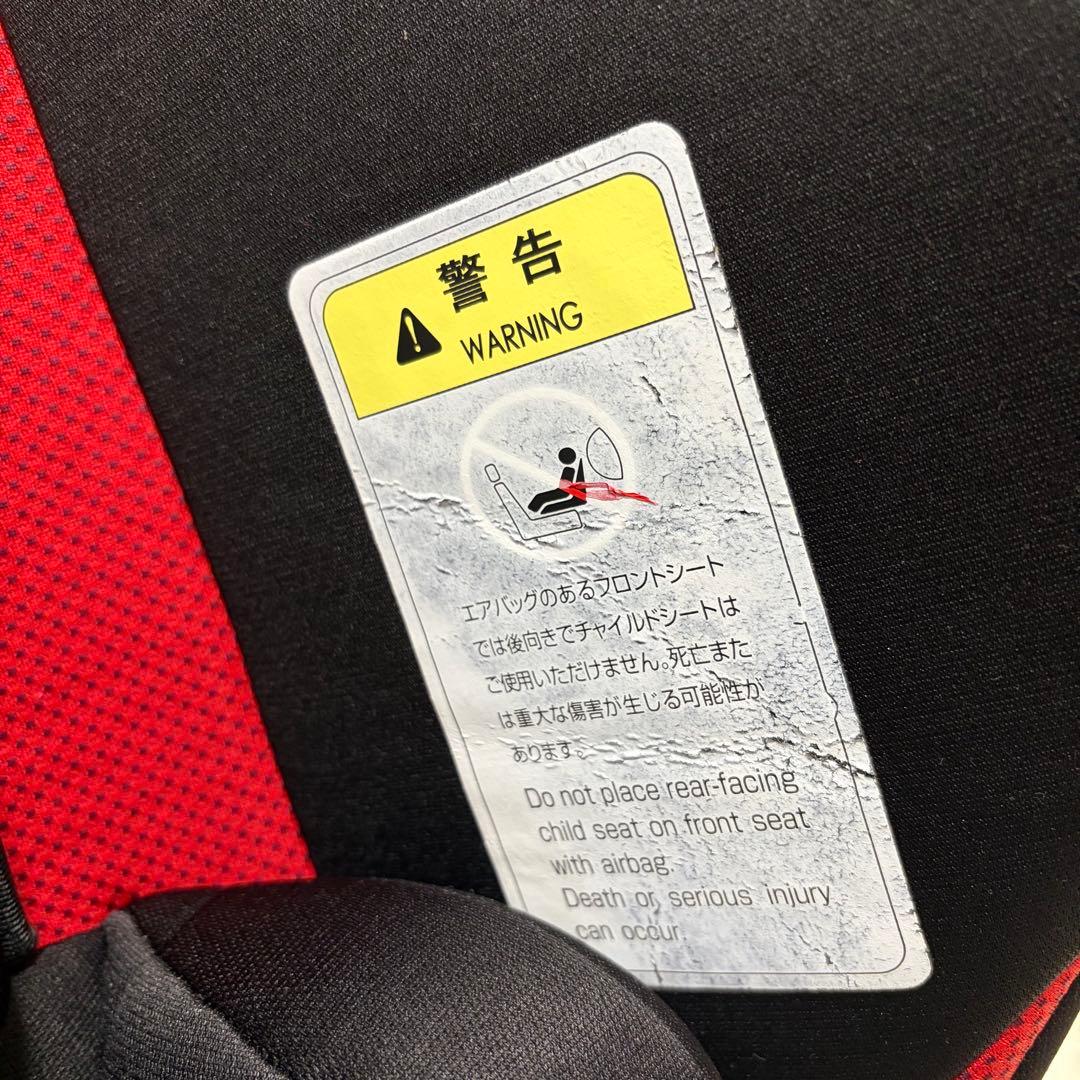 警告
WARNING
エアバッグのあるフロントシート
では後向きでチャイルドシートは
ご使用いただけません。死亡また
は重大な傷害が生じる可能性が
あります。
Do not place rear-facing
child seat on front seat
with airbag.
Death or serious injury
can occur.